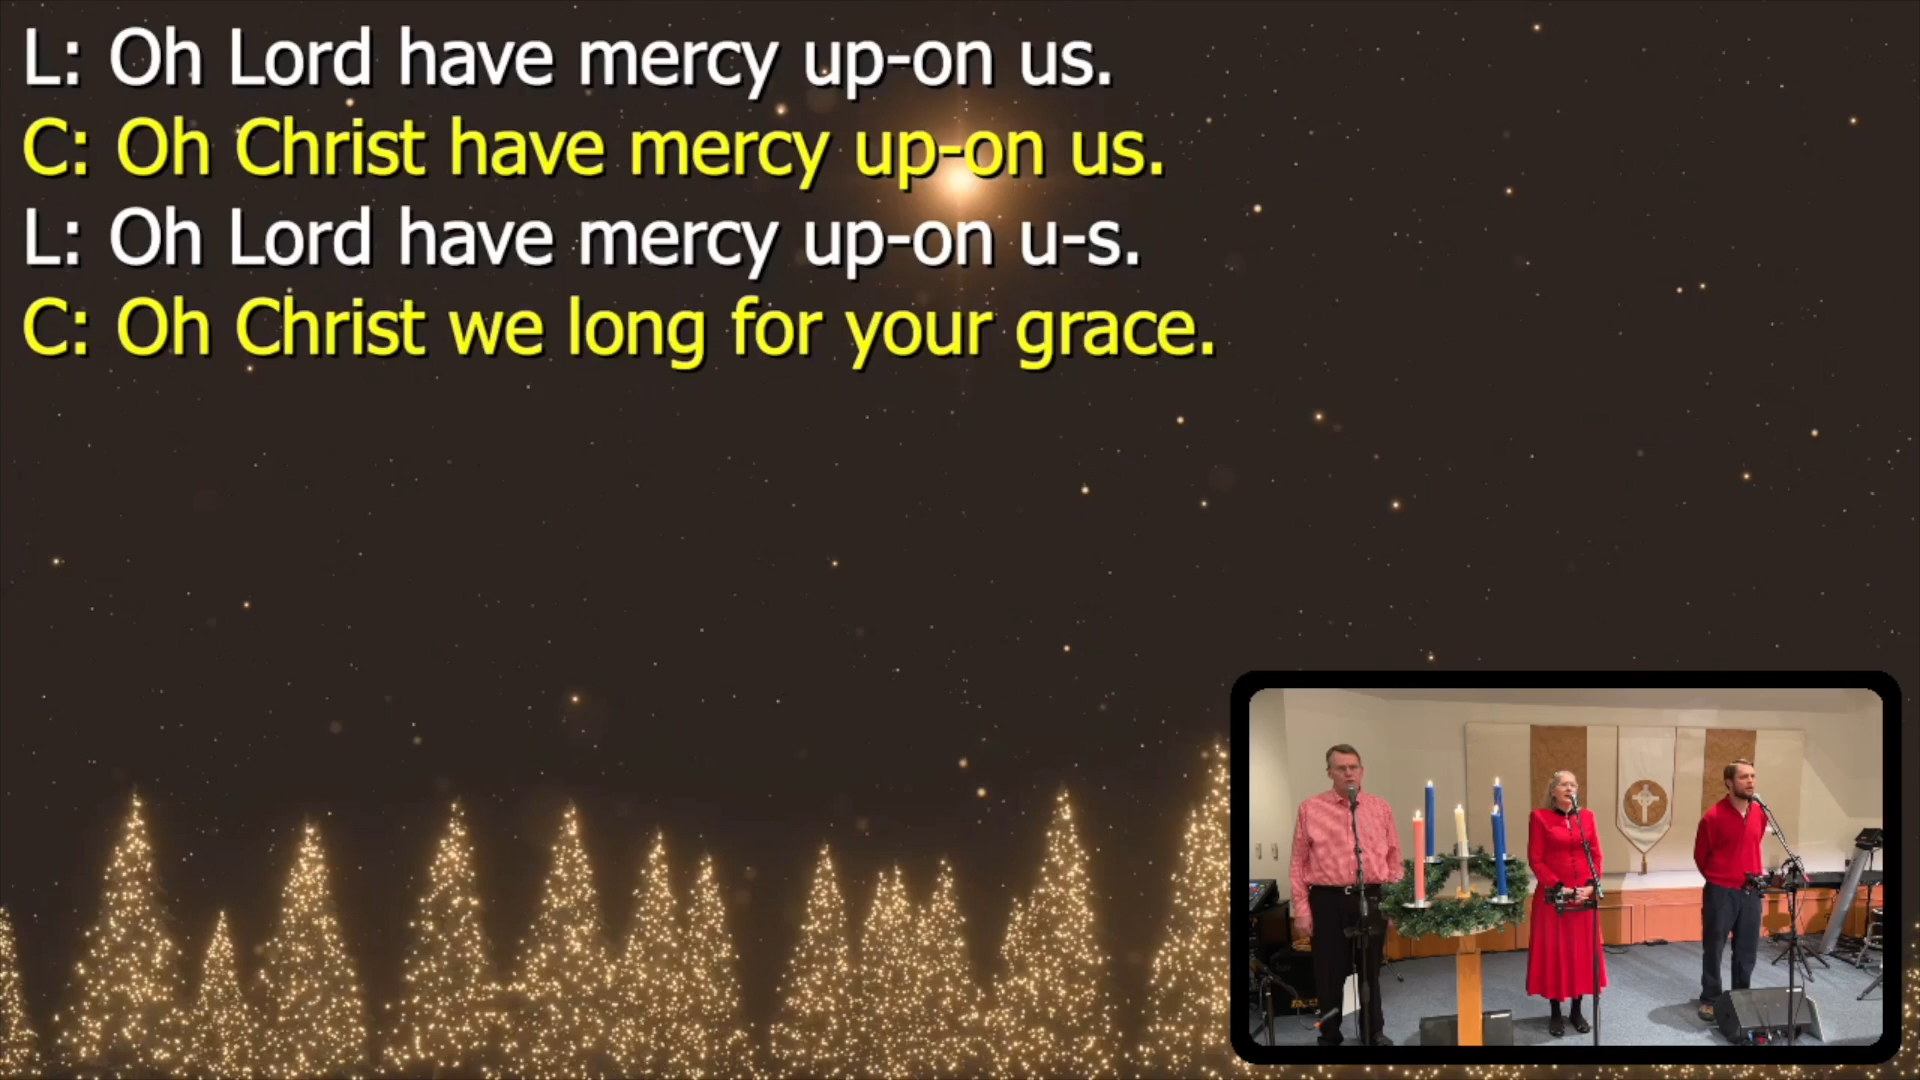 L: Oh Lord have mercy up-on us.
C: Oh Christ have mercy up-on us.
L: Oh Lord have mercy up-on u-s.
C: Oh Christ we long for your grace.